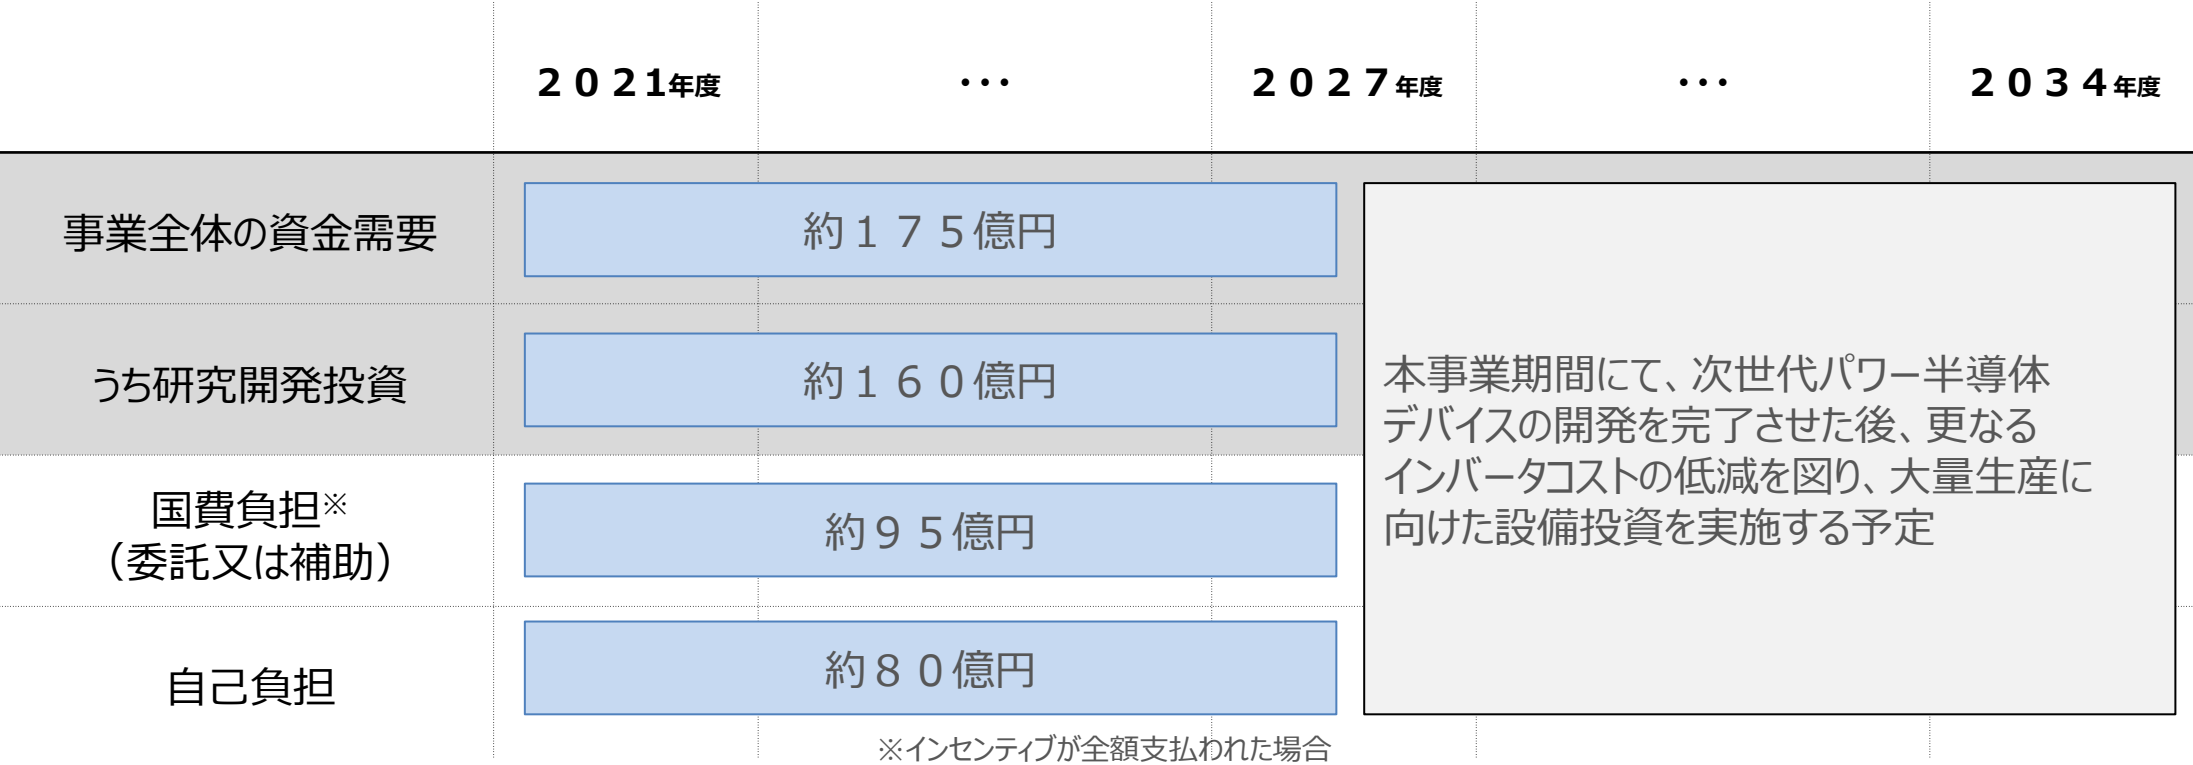 ２０２１年度 ・・・ ２０２７年度 ・・・ ２０３４年度
事業全体の資金需要
約１７５億円
うち研究開発投資
約１６０億円
国費負担※
（委託又は補助）
約９５億円
自己負担
約８０億円
本事業期間にて、次世代パワー半導体
デバイスの開発を完了させた後、更なる
インバータコストの低減を図り、大量生産に
向けた設備投資を実施する予定
※インセンティブが全額支払われた場合